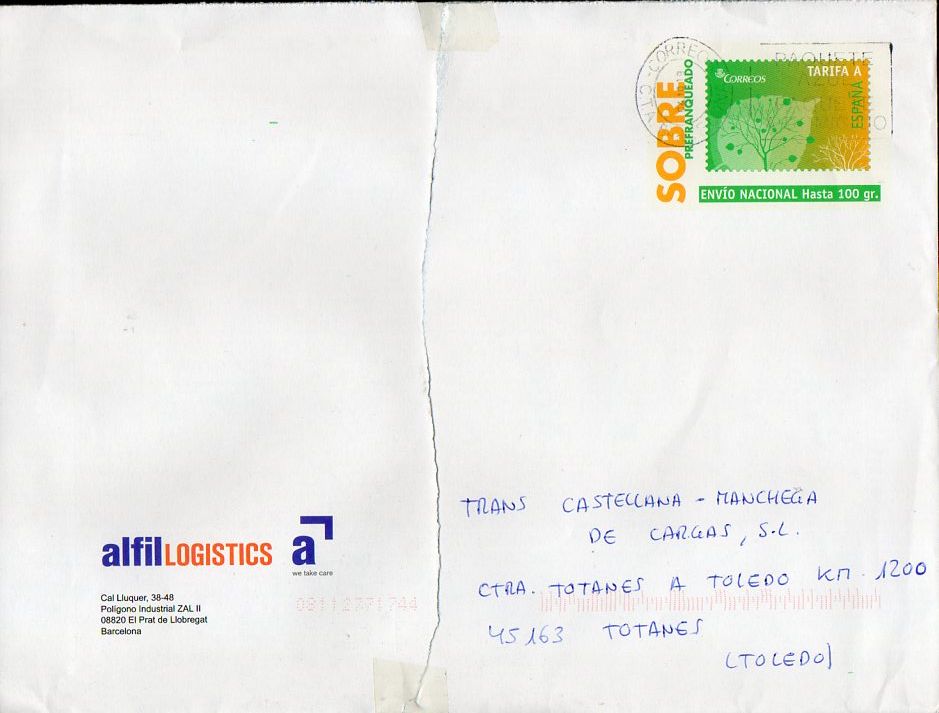 CORREO
PAQUETE
SOBRE
PREFRANQUEADO
CORREOS
TARIFA A
ESPAÑA
ENVÍO NACIONAL Hasta 100 gr.
TRANS CASTELLANA - MANCHEGA
DE CARGAS, S.L.
CTRA. TOTANES A TOLEDO KM. 1200
45163 TOTANES
(TOLEDO)
alfil LOGISTICS
a
we take care
Cal Lluquer, 38-48
Polígono Industrial ZAL II
08820 El Prat de Llobregat
Barcelona
08112771744